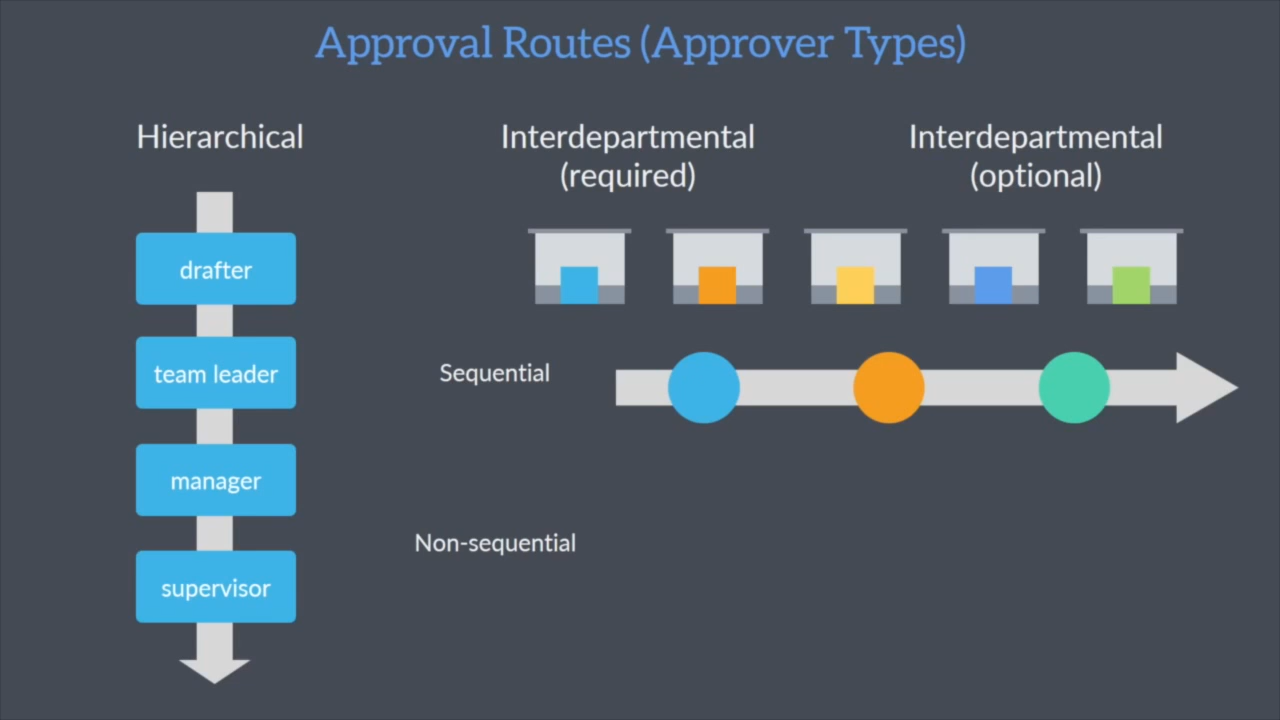 Approval Routes (Approver Types)
Hierarchical
drafter
team leader
manager
supervisor
Interdepartmental
(required)
Interdepartmental
(optional)
Sequential
Non-sequential